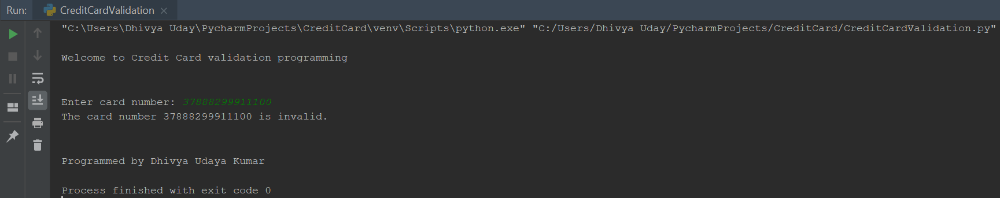 Run: CreditCardValidation
"C:\Users\Dhivya Uday\PycharmProjects\CreditCard\venv\Scripts\python.exe" "C:/Users/Dhivya Uday/PycharmProjects/CreditCard/CreditCardValidation.py"
Welcome to Credit Card validation programming
Enter card number: 37888299911100
The card number 37888299911100 is invalid.
Programmed by Dhivya Udaya Kumar
Process finished with exit code 0